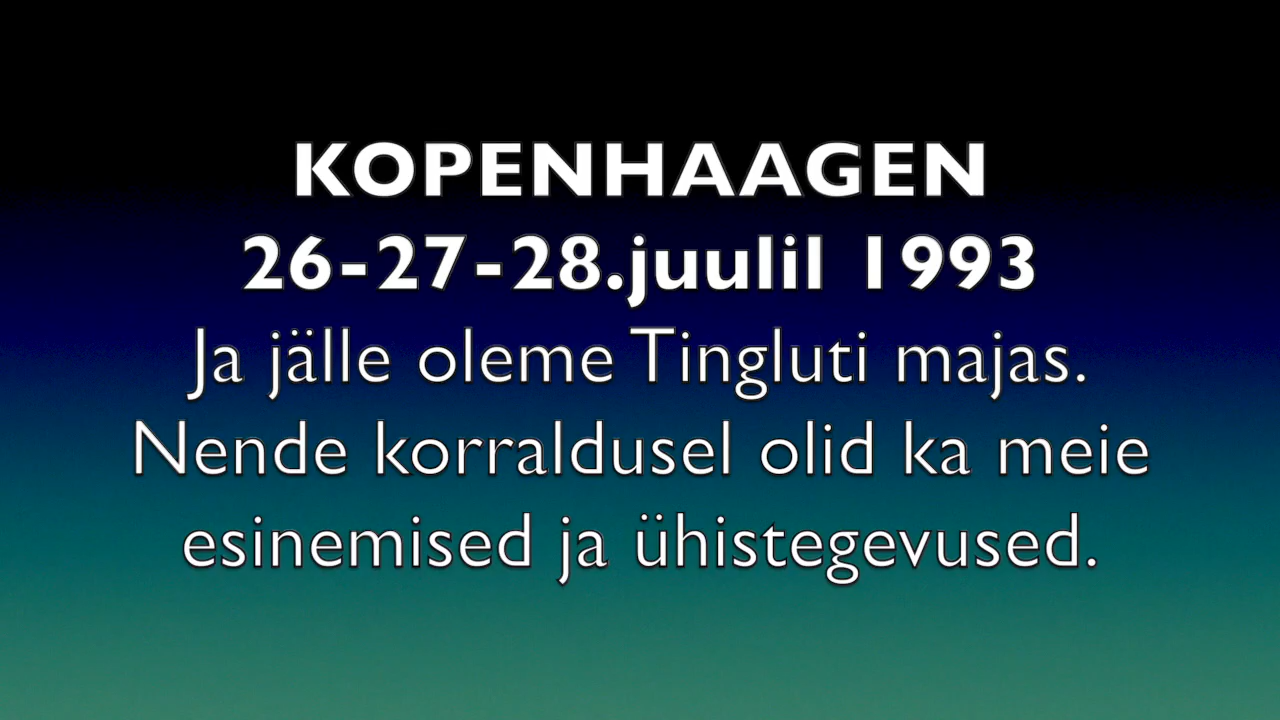 KOPENHAAGEN
26-27-28.juulil 1993
Ja jälle oleme Tingluti majas.
Nende korraldusel olid ka meie
esinemised ja ühistegevused.